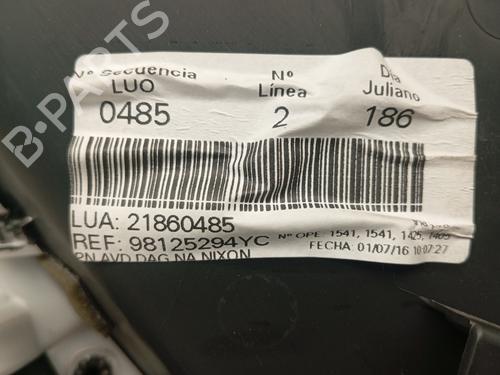 B-PARTS
Nº Secuencia Nº Día
LUO Línea Juliano
0485 2 186
LUA: 21860485
REF: 98125294YC Nº OPE 1541, 1541, 1425, 1405
FECHA: 01/07/16 10:07:27
PN AVD DAG NA NIXON